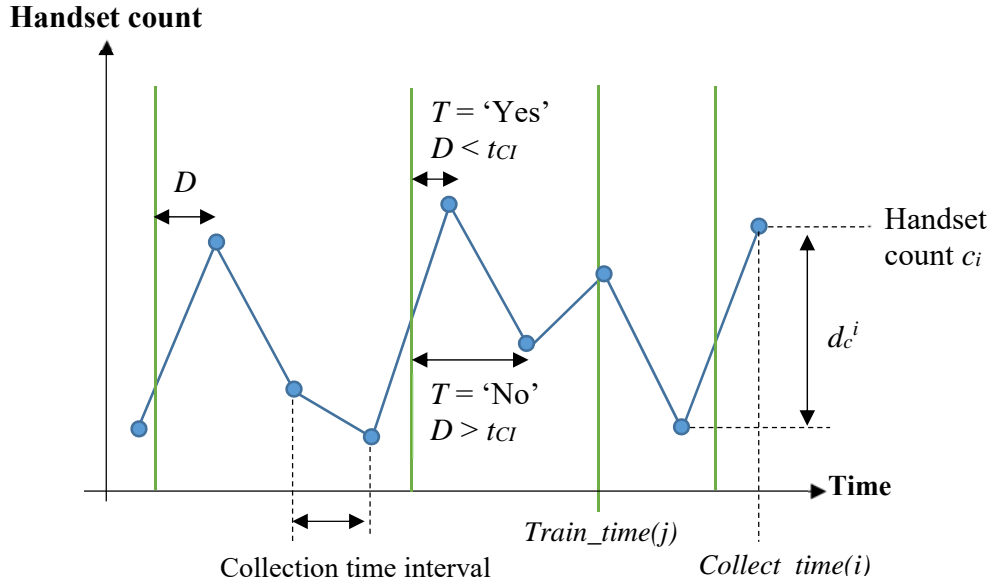 Handset count
T = ‘Yes’
D < tCI
D
Handset
count ci
dci
T = ‘No’
D > tCI
Time
Train_time(j)
Collection time interval
Collect_time(i)